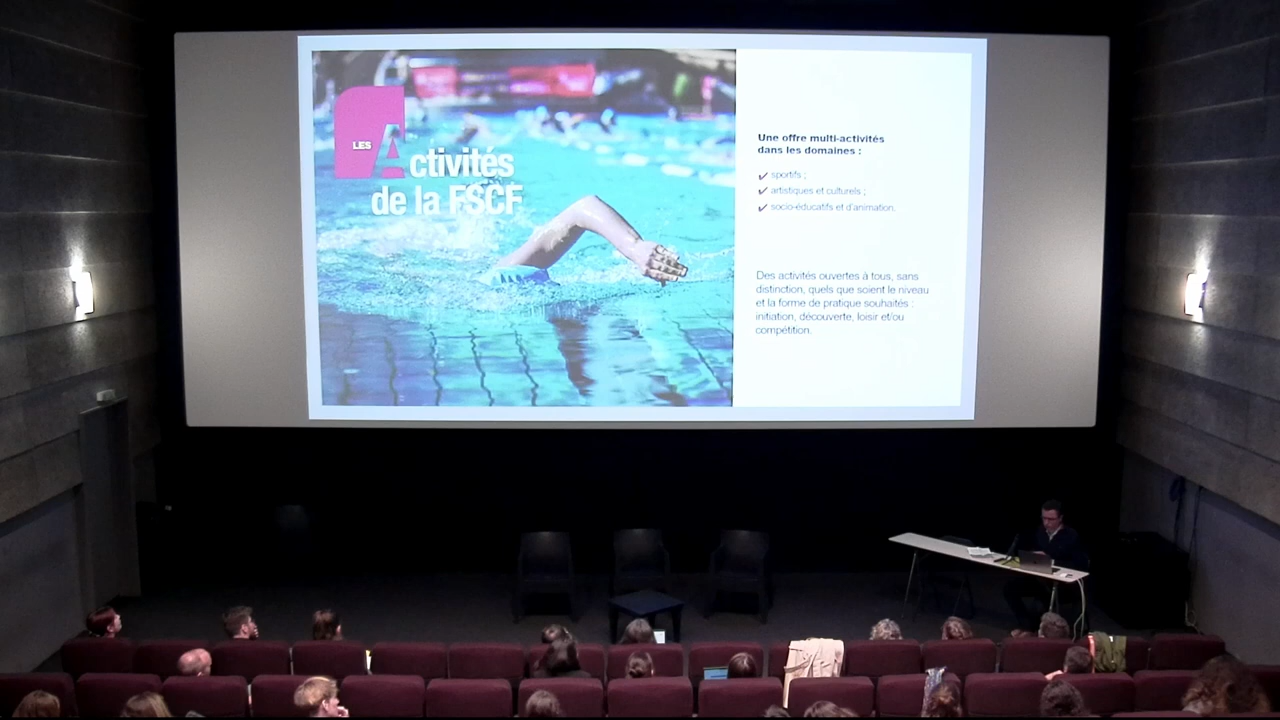 LES Activités
de la FSCF
Une offre multi-activités
dans les domaines :
✔ sportifs ;
✔ artistiques et culturels ;
✔ socio-éducatifs et d'animation.
Des activités ouvertes à tous, sans
distinction, quels que soient le niveau
et la forme de pratique souhaités :
initiation, découverte, loisir et/ou
compétition.